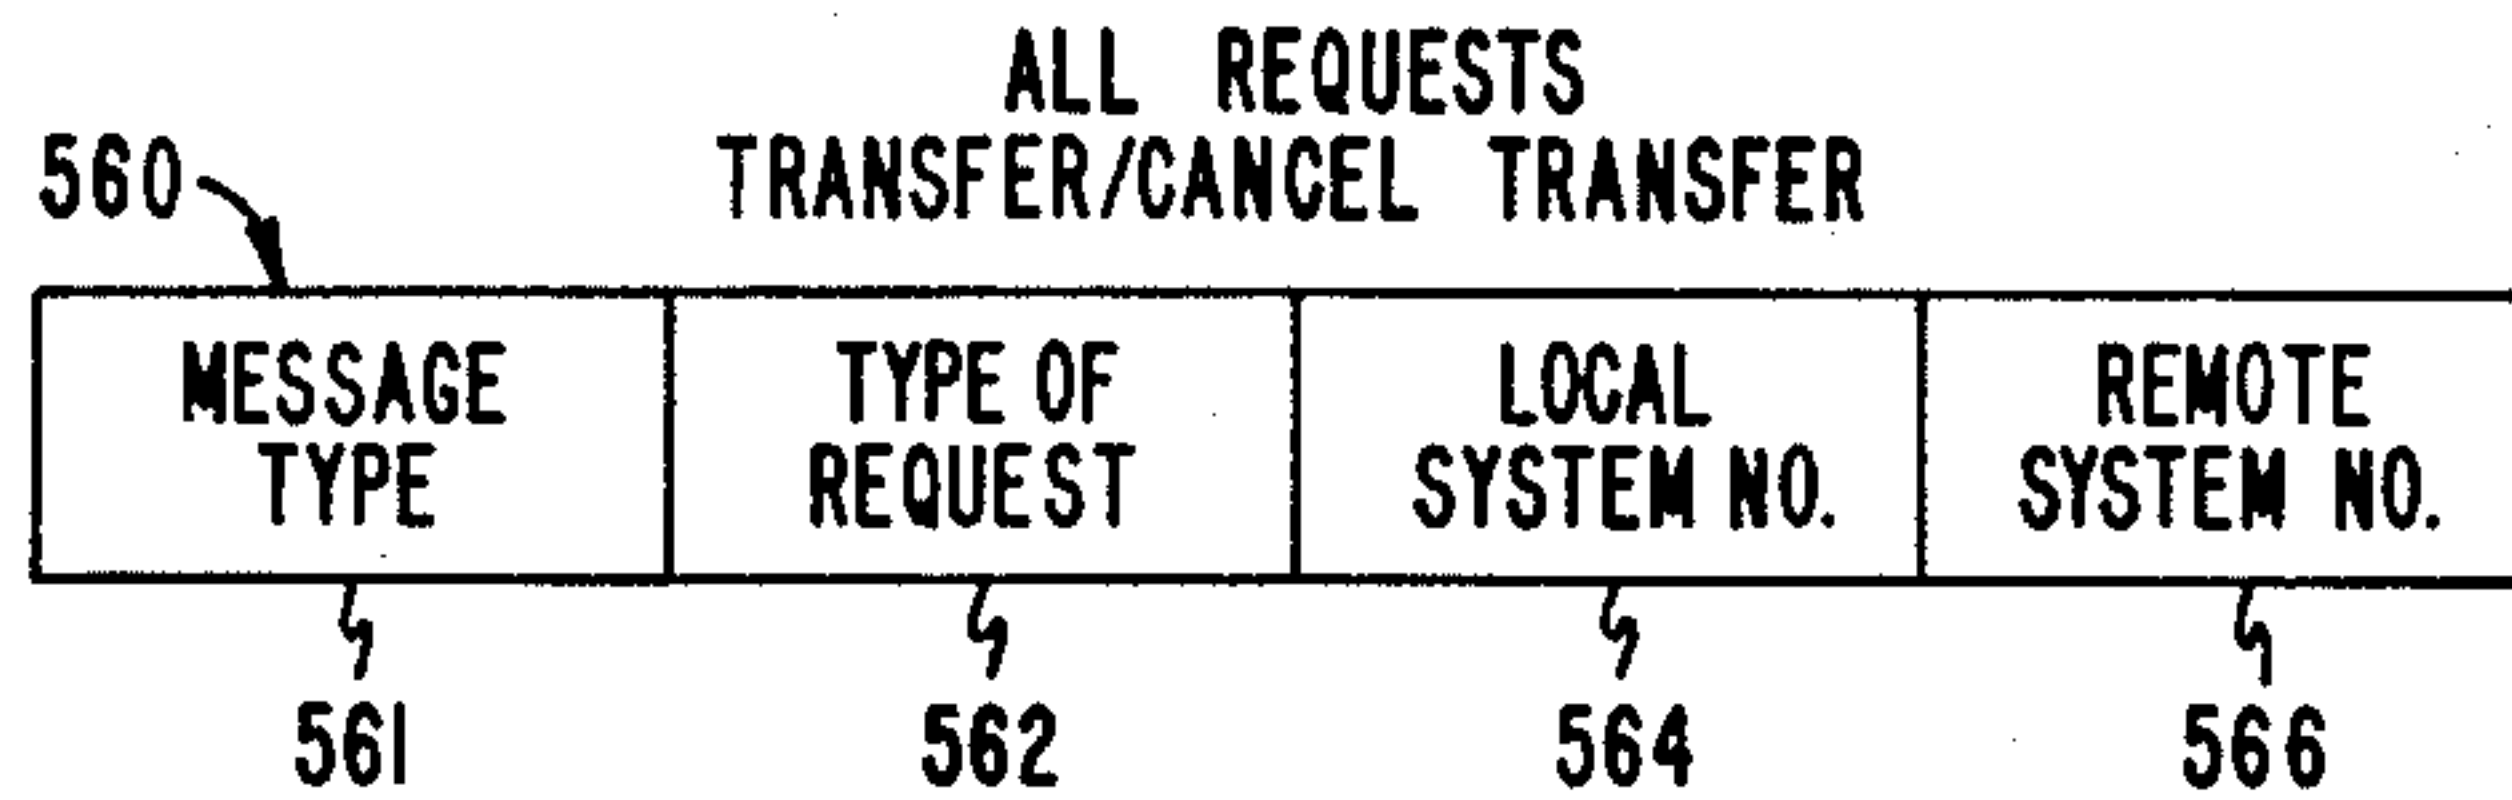 ALL REQUESTS
TRANSFER/CANCEL TRANSFER
560
MESSAGE
TYPE
TYPE OF
REQUEST
LOCAL
SYSTEM NO.
REMOTE
SYSTEM NO.
561
562
564
566